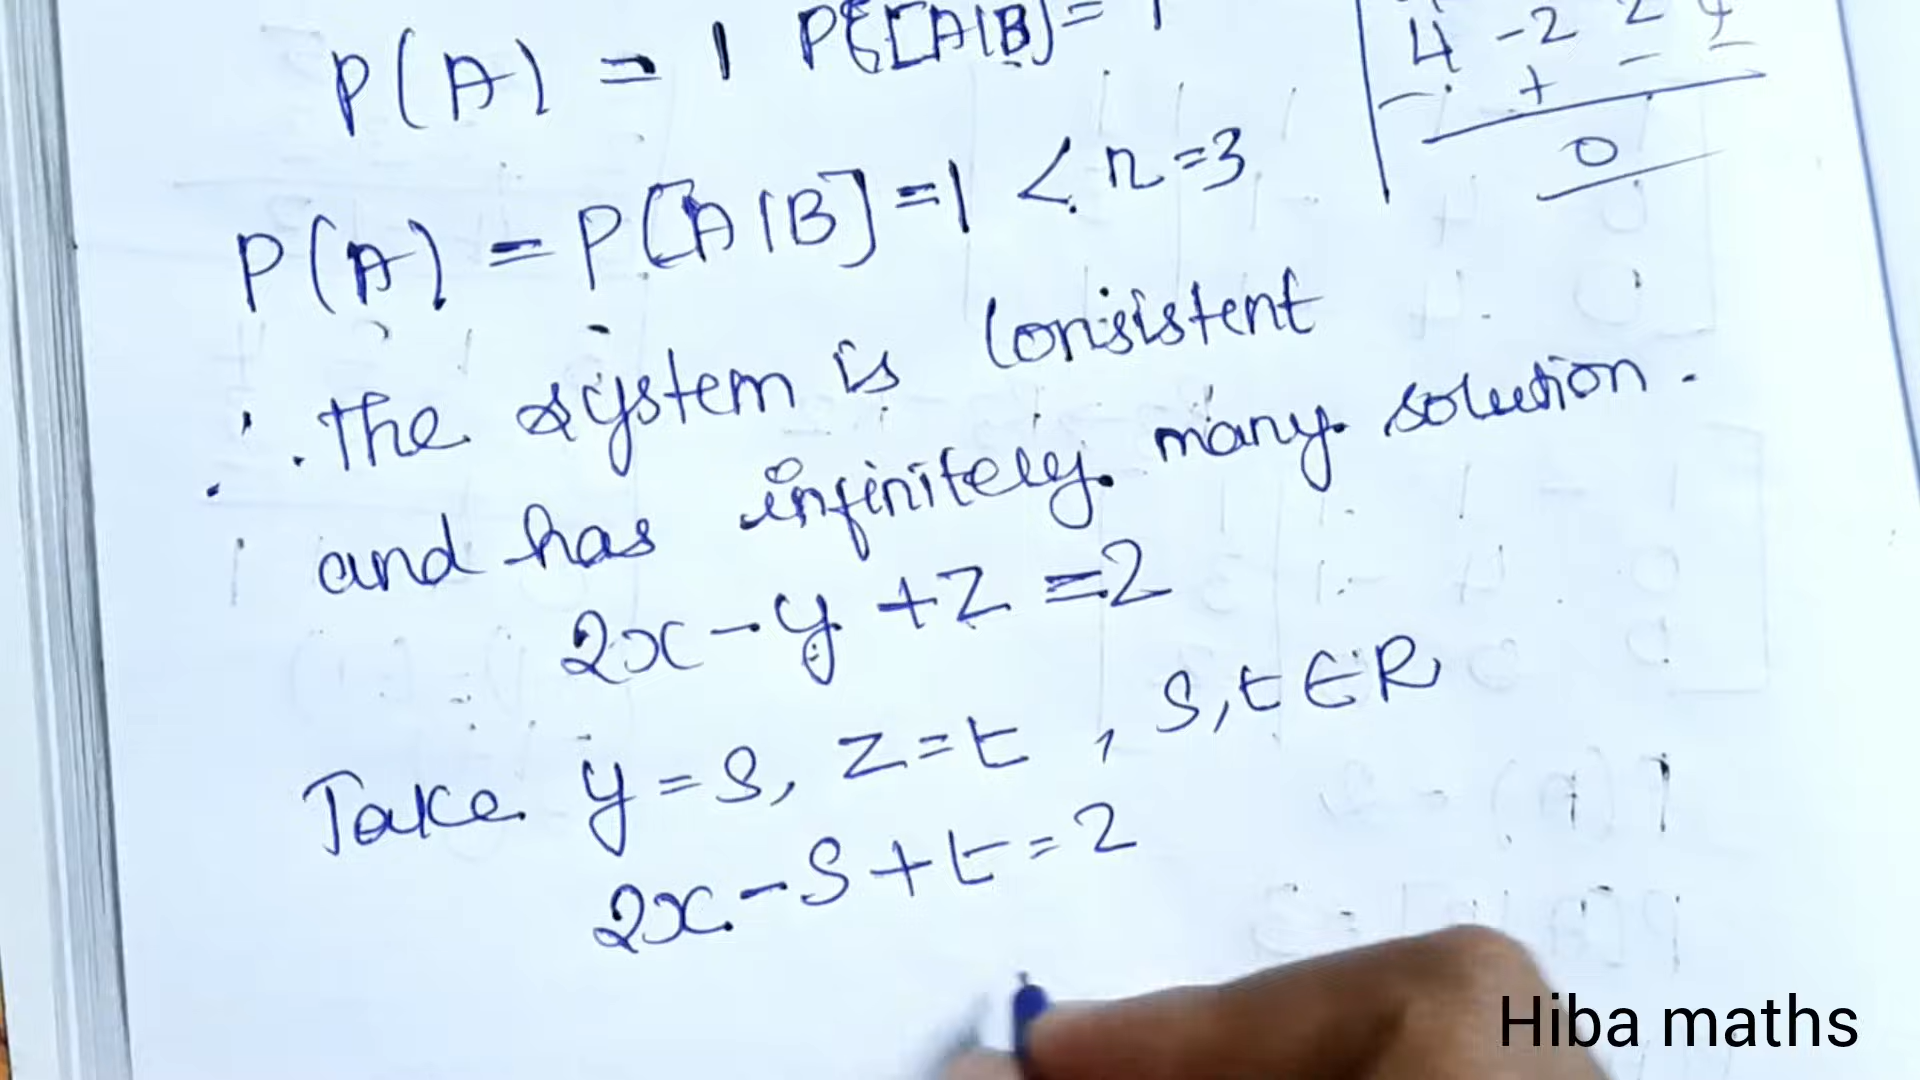 P(A) = 1 P[A|B] = 1
4 -2 2 4
- + - -
0
P(A) = P[A|B] = 1 < n = 3
∴ The system is Consistent
and has infinitely many solution.
2x - y + z = 2
Take y = s, z = t, s, t ∈ R
2x - s + t = 2
Hiba maths